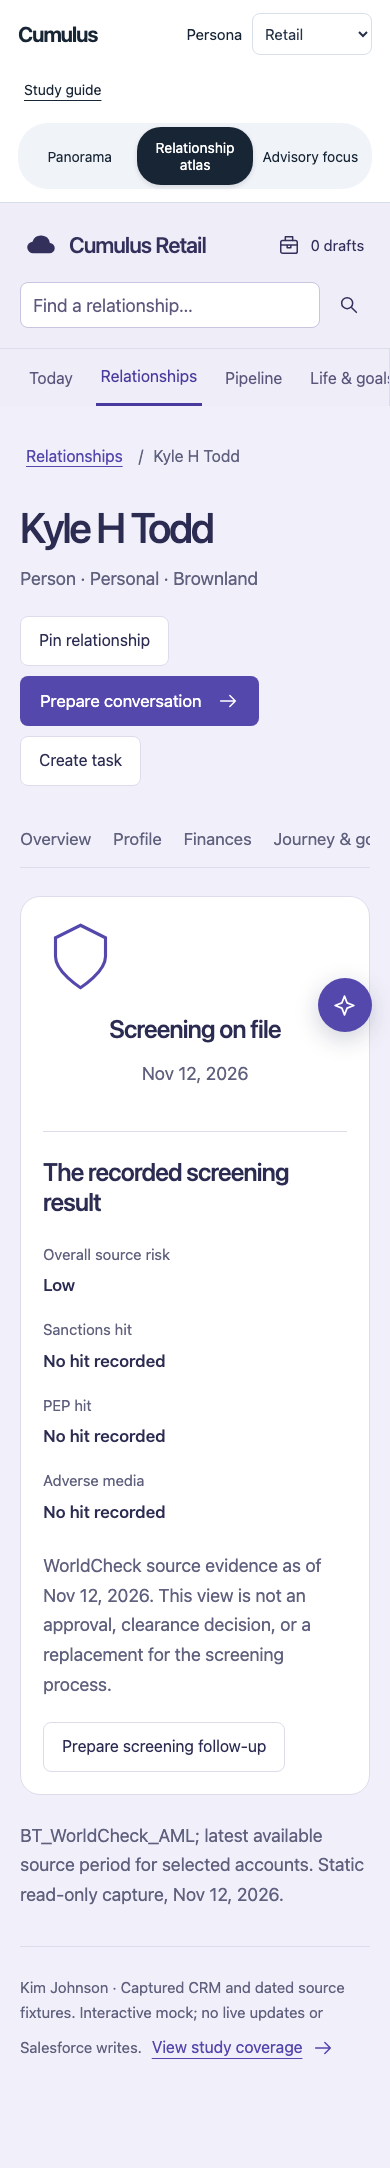 Cumulus
Persona
Retail
Study guide
Panorama
Relationship
atlas
Advisory focus
Cumulus Retail
0 drafts
Find a relationship...
Today
Relationships
Pipeline
Life & goals
Relationships / Kyle H Todd
Kyle H Todd
Person · Personal · Brownland
Pin relationship
Prepare conversation
Create task
Overview
Profile
Finances
Journey & go
Screening on file
Nov 12, 2026
The recorded screening
result
Overall source risk
Low
Sanctions hit
No hit recorded
PEP hit
No hit recorded
Adverse media
No hit recorded
WorldCheck source evidence as of
Nov 12, 2026. This view is not an
approval, clearance decision, or a
replacement for the screening
process.
Prepare screening follow-up
BT_WorldCheck_AML; latest available
source period for selected accounts. Static
read-only capture, Nov 12, 2026.
Kim Johnson · Captured CRM and dated source
fixtures. Interactive mock; no live updates or
Salesforce writes. View study coverage